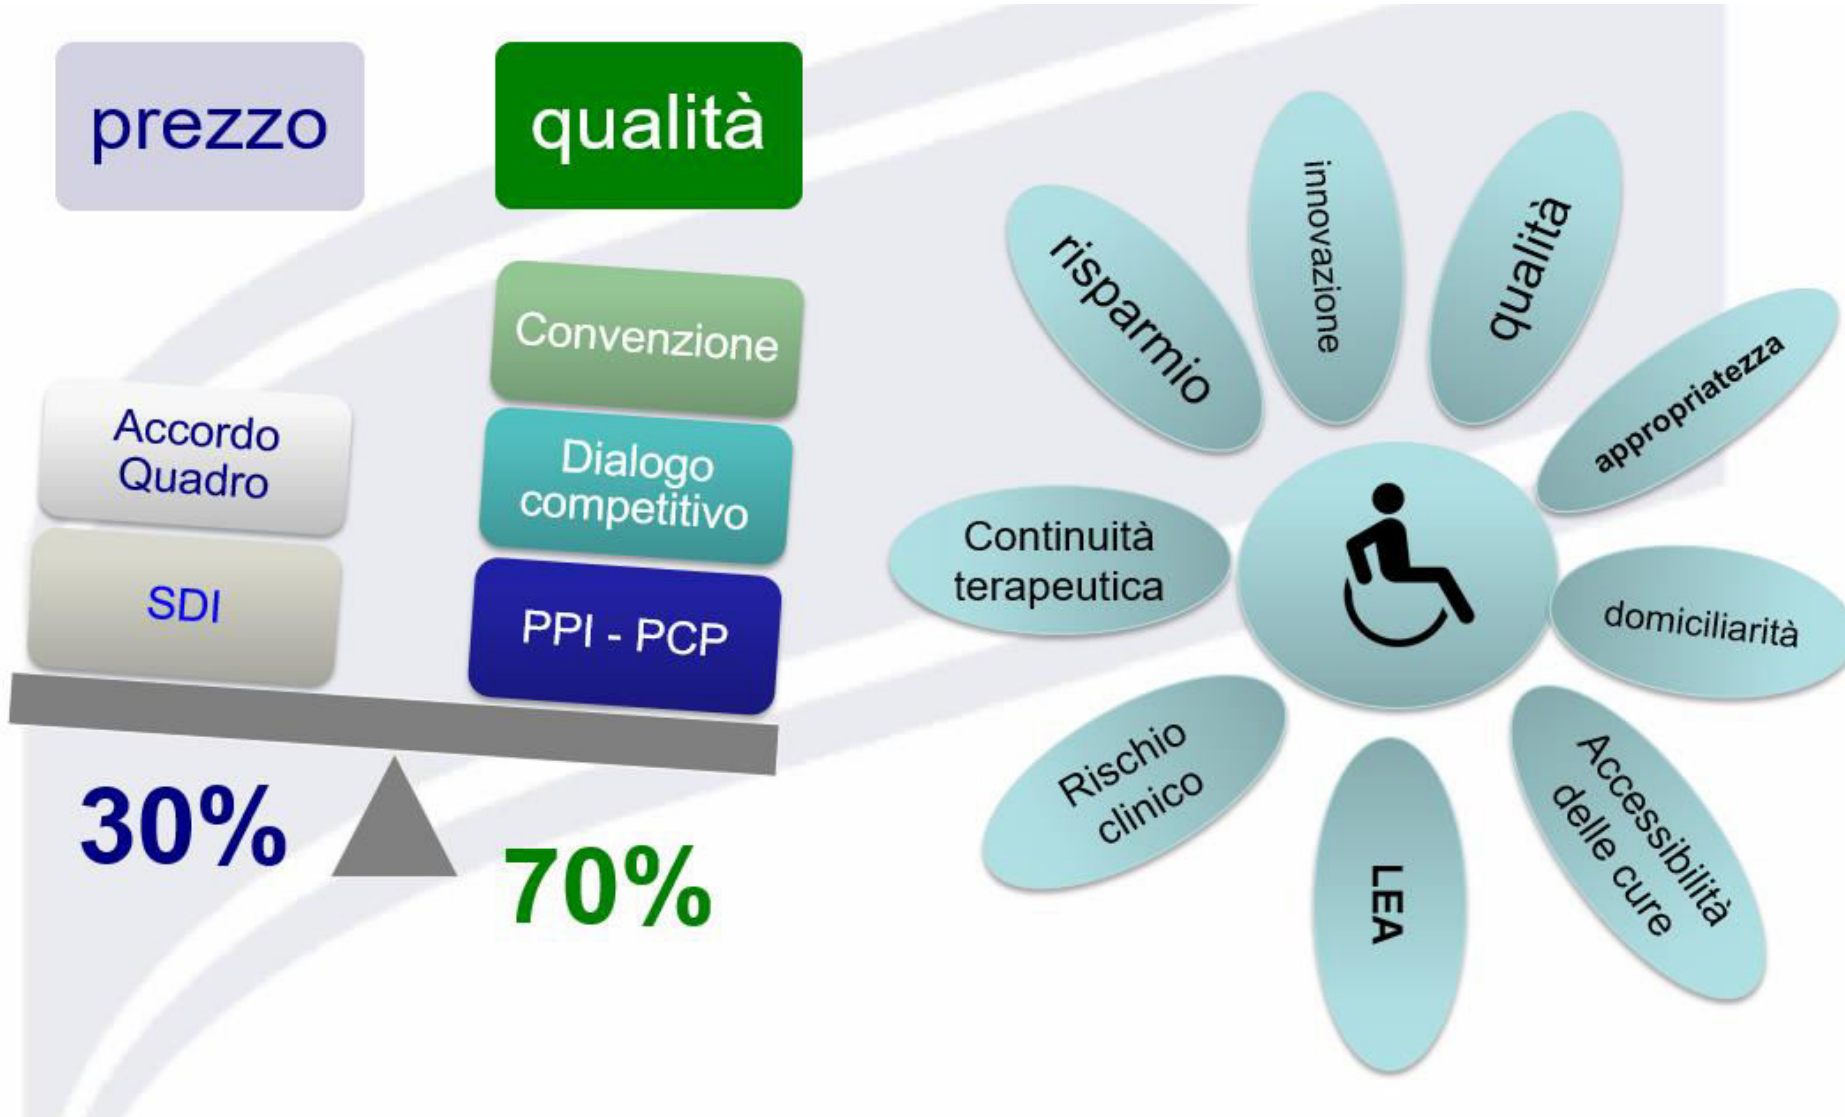 prezzo
qualità
Convenzione
Accordo
Quadro
Dialogo
competitivo
SDI
PPI - PCP
30%
70%
risparmio
innovazione
qualità
appropriatezza
Continuità
terapeutica
domiciliarità
Rischio
clinico
LEA
Accessibilità
delle cure